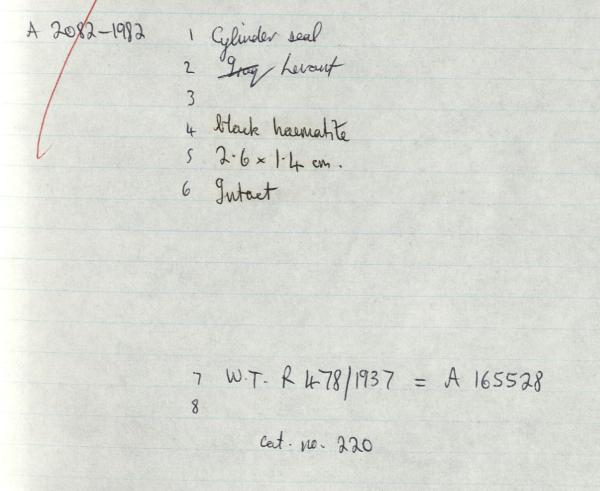 A 2082-1982 1 Cylinder seal
2 Iraq Levant
3
4 black haematite
5 2.6 x 1.4 cm.
6 Intact
7 W.T. R 478/1937 = A 165528
8
Cat. no. 220